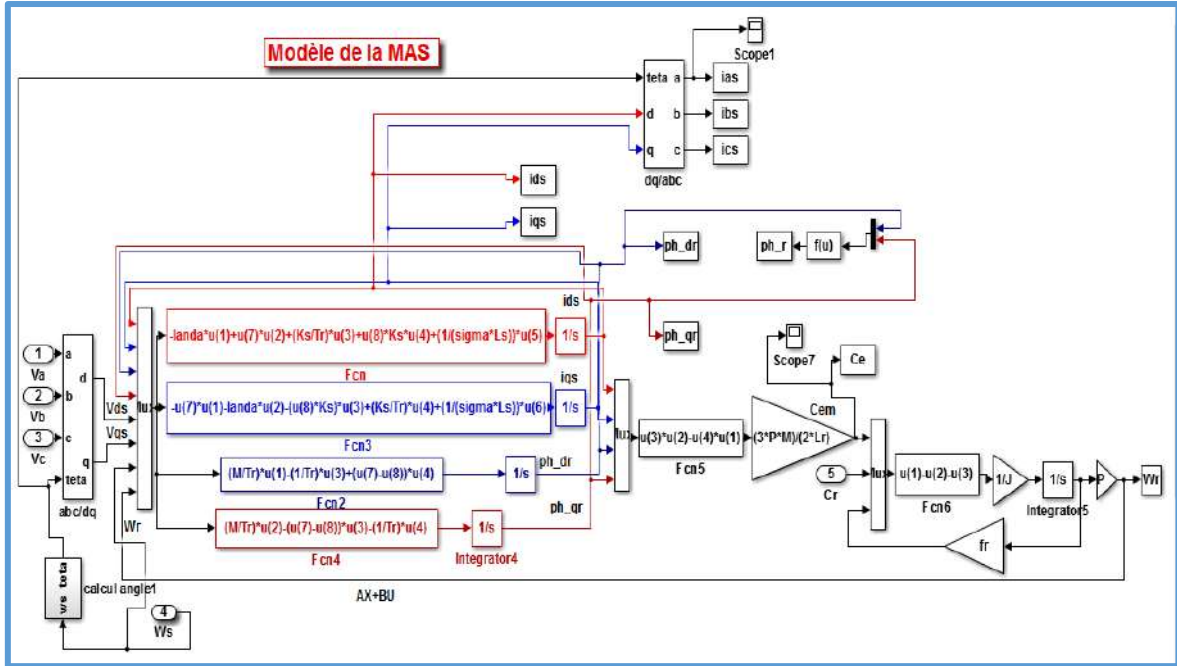 Modèle de la MAS
Scope1
teta a
d b
q c
dq/abc
ias
ibs
ics
ids
iqs
ph_dr
ph_r
f(u)
ph_qr
ids
-landa*u(1)+u(7)*u(2)+(Ks/Tr)*u(3)+u(8)*Ks*u(4)+(1/(sigma*Ls))*u(5)
1/s
Fcn
iqs
-u(7)*u(1)-landa*u(2)-(u(8)*Ks)*u(3)+(Ks/Tr)*u(4)+(1/(sigma*Ls))*u(6)
1/s
Fcn3
(M/Tr)*u(1)-(1/Tr)*u(3)+(u(7)-u(8))*u(4)
1/s
ph_dr
Fcn2
ph_qr
(M/Tr)*u(2)-(u(7)-u(8))*u(3)-(1/Tr)*u(4)
1/s
Fcn4
Integrator4
1
Va
2
Vb
3
Vc
a
b
c
teta
d
q
abc/dq
Vds
Vqs
Wr
ws teta
calcul angle1
4
Ws
AX+BU
u(3)*u(2)-u(4)*u(1)
Fcn5
(3*P*M)/(2*Lr)
Cem
Scope7
Ce
5
Cr
u(1)-u(2)-u(3)
Fcn6
1/J
1/s
Integrator5
P
Wr
fr